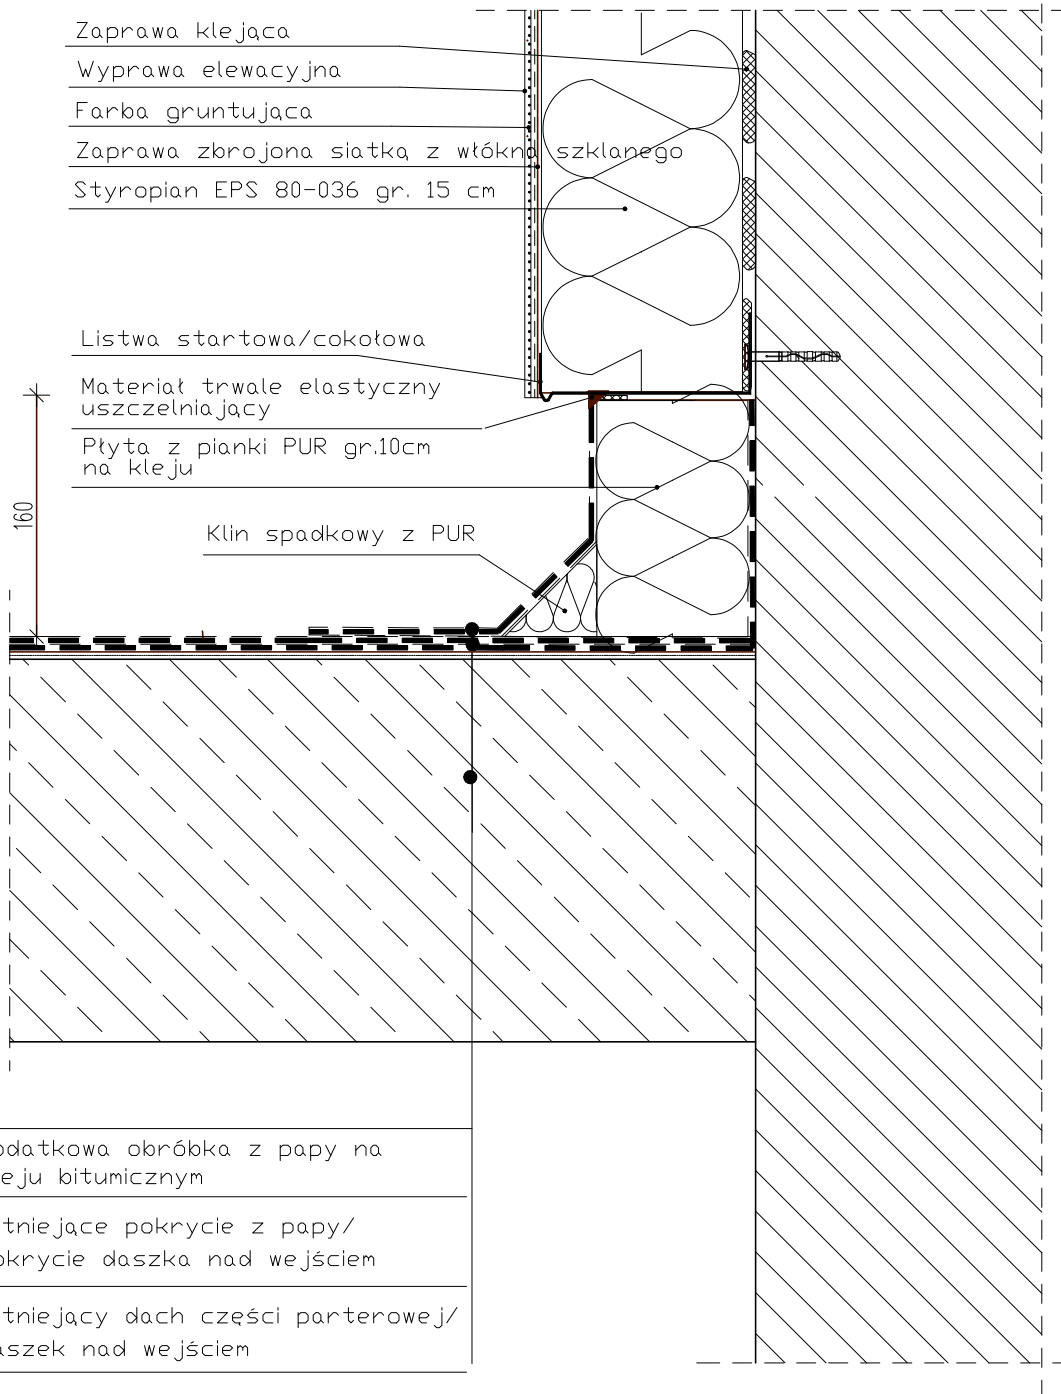 Zaprawa klejąca
Wyprawa elewacyjna
Farba gruntująca
Zaprawa zbrojona siatką z włókna szklanego
Styropian EPS 80-036 gr. 15 cm
Listwa startowa/cokołowa
Materiał trwale elastyczny
uszczelniający
Płyta z pianki PUR gr.10cm
na kleju
160
Klin spadkowy z PUR
odatkowa obróbka z papy na
eju bitumicznym
tniejące pokrycie z papy/
okrycie daszka nad wejściem
tniejący dach części parterowej/
aszek nad wejściem